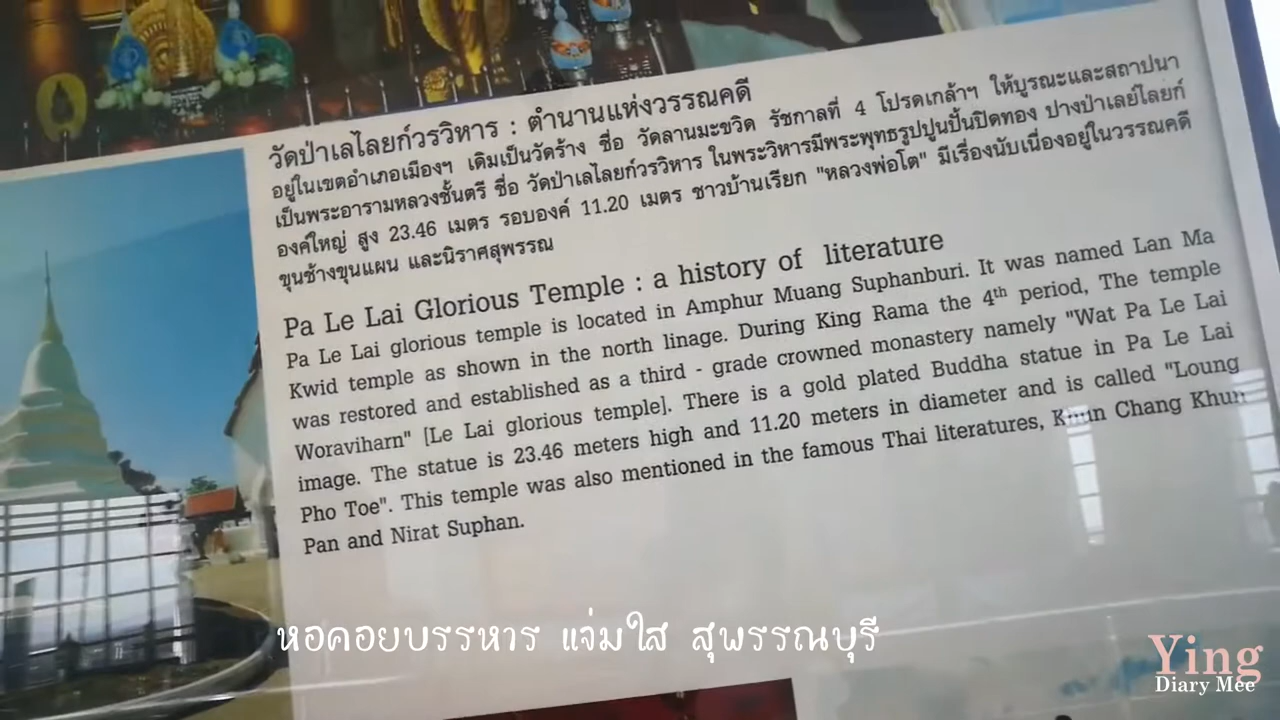 วัดป่าเลไลยก์วรวิหาร : ตำนานแห่งวรรณคดี
อยู่ในเขตอำเภอเมืองฯ เดิมเป็นวัดร้าง ชื่อ วัดลานมะขวิด รัชกาลที่ 4 โปรดเกล้าฯ ให้บูรณะและสถาปนา
เป็นพระอารามหลวงชั้นตรี ชื่อ วัดป่าเลไลยก์วรวิหาร ในพระวิหารมีพระพุทธรูปปูนปั้นปิดทอง ปางป่าเลย์ไลยก์
องค์ใหญ่ สูง 23.46 เมตร รอบองค์ 11.20 เมตร ชาวบ้านเรียก "หลวงพ่อโต" มีเรื่องนับเนื่องอยู่ในวรรณคดี
ขุนช้างขุนแผน และนิราศสุพรรณ
Pa Le Lai Glorious Temple : a history of literature
Pa Le Lai glorious temple is located in Amphur Muang Suphanburi. It was named Lan Ma
Kwid temple as shown in the north linage. During King Rama the 4th period, The temple
was restored and established as a third - grade crowned monastery namely "Wat Pa Le Lai
Woraviharn" [Le Lai glorious temple]. There is a gold plated Buddha statue in Pa Le Lai
image. The statue is 23.46 meters high and 11.20 meters in diameter and is called "Loung
Pho Toe". This temple was also mentioned in the famous Thai literatures, Khun Chang Khun
Pan and Nirat Suphan.
หอคอยบรรหาร แจ่มใส สุพรรณบุรี
Ying
Diary Mee